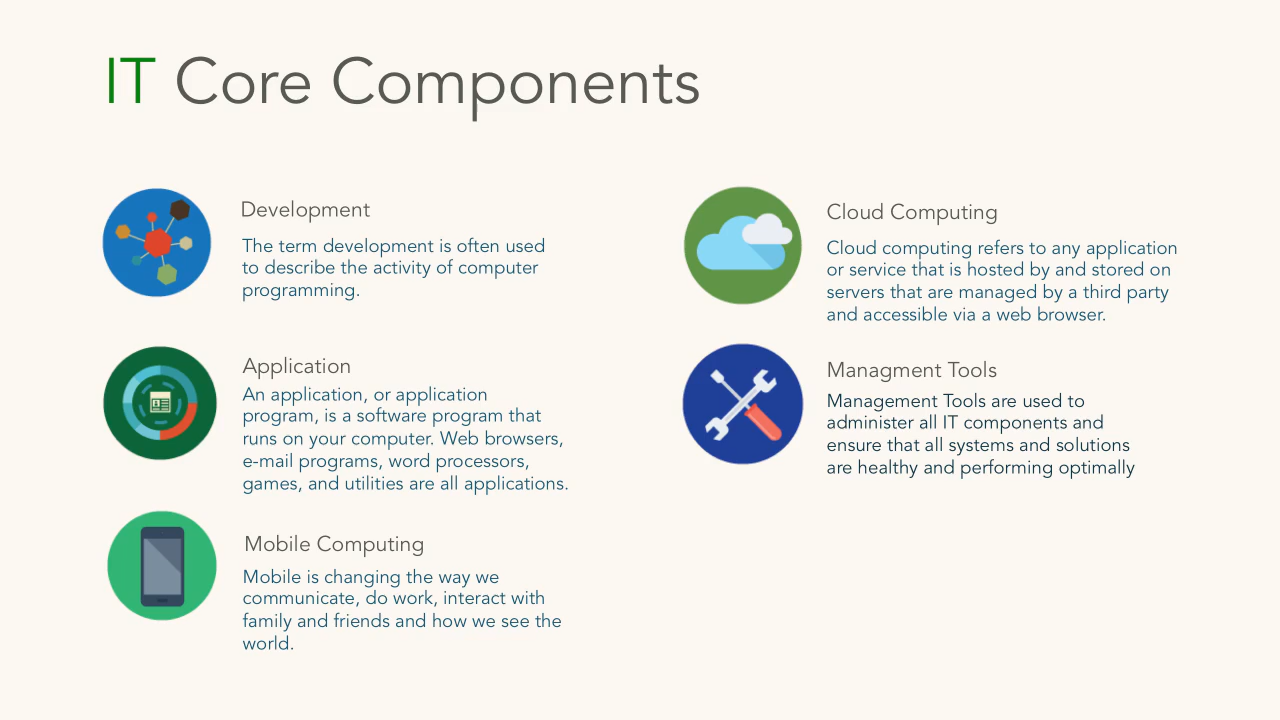 IT Core Components
Development
The term development is often used
to describe the activity of computer
programming.
Application
An application, or application
program, is a software program that
runs on your computer. Web browsers,
e-mail programs, word processors,
games, and utilities are all applications.
Mobile Computing
Mobile is changing the way we
communicate, do work, interact with
family and friends and how we see the
world.
Cloud Computing
Cloud computing refers to any application
or service that is hosted by and stored on
servers that are managed by a third party
and accessible via a web browser.
Managment Tools
Management Tools are used to
administer all IT components and
ensure that all systems and solutions
are healthy and performing optimally